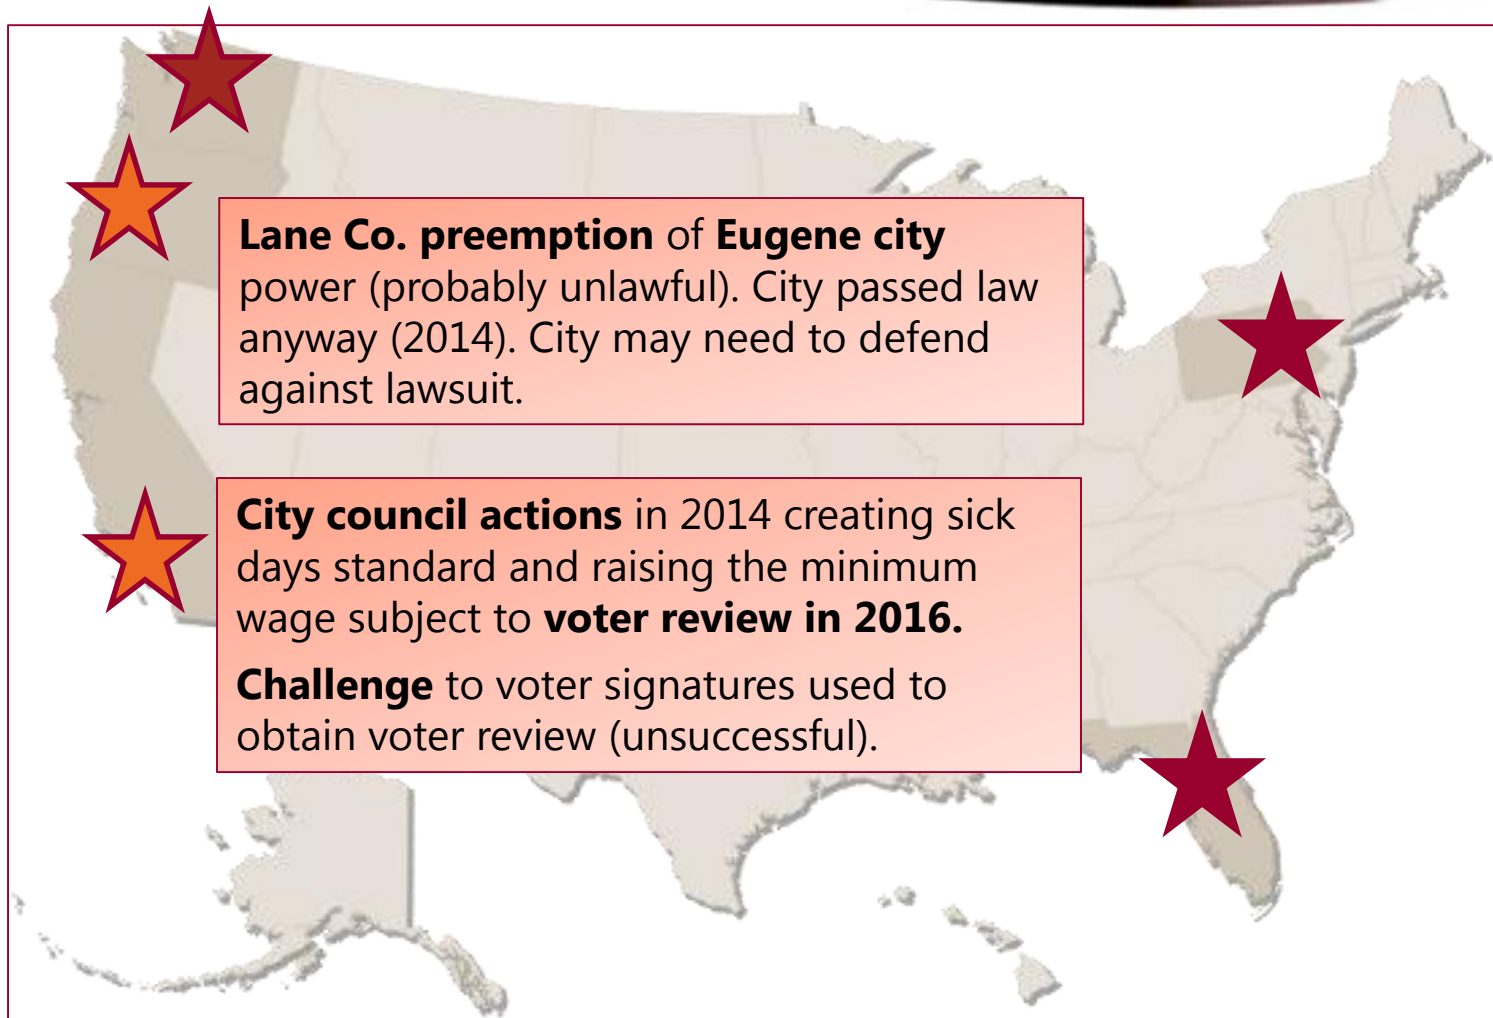 Lane Co. preemption of Eugene city
power (probably unlawful). City passed law
anyway (2014). City may need to defend
against lawsuit.
City council actions in 2014 creating sick
days standard and raising the minimum
wage subject to voter review in 2016.
Challenge to voter signatures used to
obtain voter review (unsuccessful).